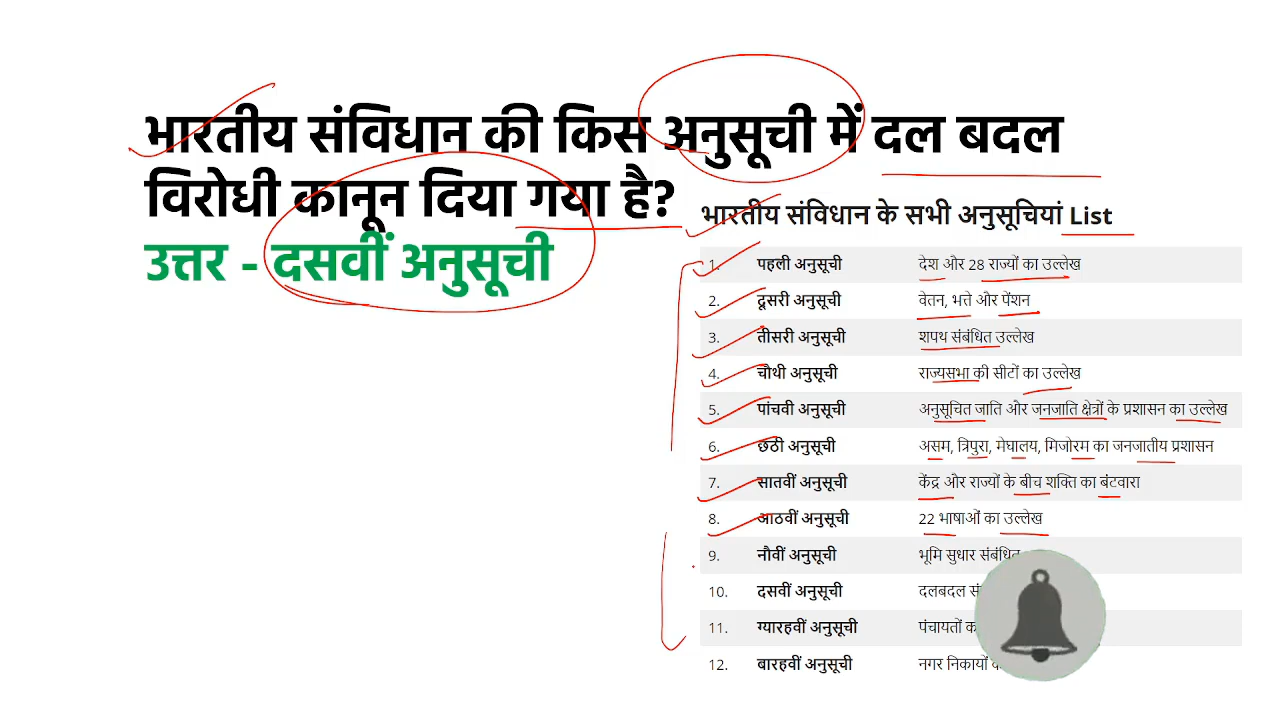 भारतीय संविधान की किस अनुसूची में दल बदल
विरोधी कानून दिया गया है?
उत्तर - दसवीं अनुसूची
भारतीय संविधान के सभी अनुसूचियां List
1. पहली अनुसूची देश और 28 राज्यों का उल्लेख
2. दूसरी अनुसूची वेतन, भत्ते और पेंशन
3. तीसरी अनुसूची शपथ संबंधित उल्लेख
4. चौथी अनुसूची राज्यसभा की सीटों का उल्लेख
5. पांचवी अनुसूची अनुसूचित जाति और जनजाति क्षेत्रों के प्रशासन का उल्लेख
6. छठी अनुसूची असम, त्रिपुरा, मेघालय, मिजोरम का जनजातीय प्रशासन
7. सातवीं अनुसूची केंद्र और राज्यों के बीच शक्ति का बंटवारा
8. आठवीं अनुसूची 22 भाषाओं का उल्लेख
9. नौवीं अनुसूची भूमि सुधार संबंधित
10. दसवीं अनुसूची दलबदल
11. ग्यारहवीं अनुसूची पंचायतों
12. बारहवीं अनुसूची नगर निकायों